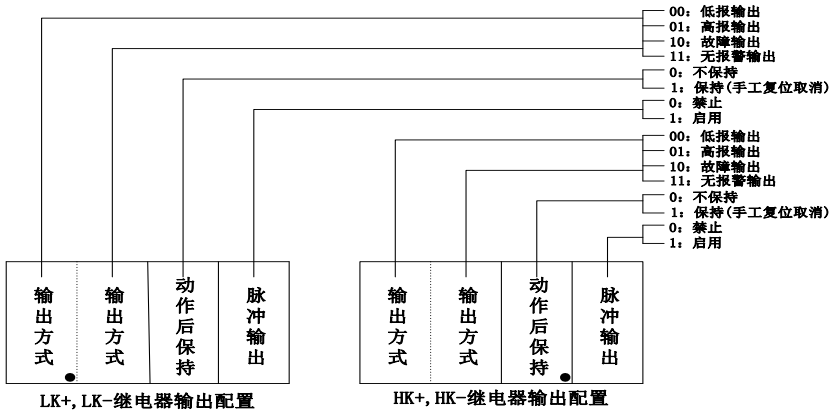 00: 低报输出
01: 高报输出
10: 故障输出
11: 无报警输出
0: 不保持
1: 保持(手工复位取消)
0: 禁止
1: 启用
00: 低报输出
01: 高报输出
10: 故障输出
11: 无报警输出
0: 不保持
1: 保持(手工复位取消)
0: 禁止
1: 启用
输出方式
输出方式
动作后保持
脉冲输出
输出方式
输出方式
动作后保持
脉冲输出
LK+,LK-继电器输出配置
HK+,HK-继电器输出配置